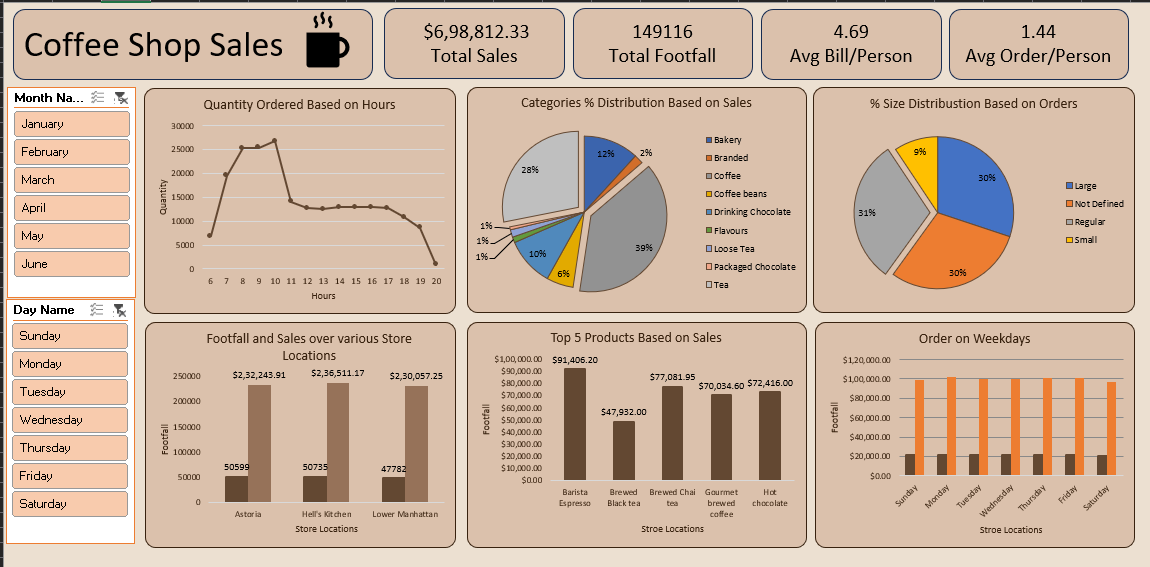 Coffee Shop Sales
$6,98,812.33
Total Sales
149116
Total Footfall
4.69
Avg Bill/Person
1.44
Avg Order/Person
Month Na...
January
February
March
April
May
June
Day Name
Sunday
Monday
Tuesday
Wednesday
Thursday
Friday
Saturday
Quantity Ordered Based on Hours
30000
25000
20000
15000
10000
5000
0
Quantity
6 7 8 9 10 11 12 13 14 15 16 17 18 19 20
Hours
Categories % Distribution Based on Sales
12%
2%
39%
6%
10%
1%
1%
1%
28%
Bakery
Branded
Coffee
Coffee beans
Drinking Chocolate
Flavours
Loose Tea
Packaged Chocolate
Tea
% Size Distribustion Based on Orders
30%
30%
31%
9%
Large
Not Defined
Regular
Small
Footfall and Sales over various Store
Locations
250000
200000
150000
100000
50000
0
Footfall
$2,32,243.91
$2,36,511.17
$2,30,057.25
50599
50735
47782
Astoria
Hell's Kitchen
Lower Manhattan
Store Locations
Top 5 Products Based on Sales
$1,00,000.00
$90,000.00
$80,000.00
$70,000.00
$60,000.00
$50,000.00
$40,000.00
$30,000.00
$20,000.00
$10,000.00
$0.00
Footfall
$91,406.20
$47,932.00
$77,081.95
$70,034.60
$72,416.00
Barista
Espresso
Brewed
Black tea
Brewed Chai
tea
Gourmet
brewed
coffee
Hot
chocolate
Stroe Locations
Order on Weekdays
$1,20,000.00
$1,00,000.00
$80,000.00
$60,000.00
$40,000.00
$20,000.00
$0.00
Footfall
Sunday
Monday
Tuesday
Wednesday
Thursday
Friday
Saturday
Stroe Locations